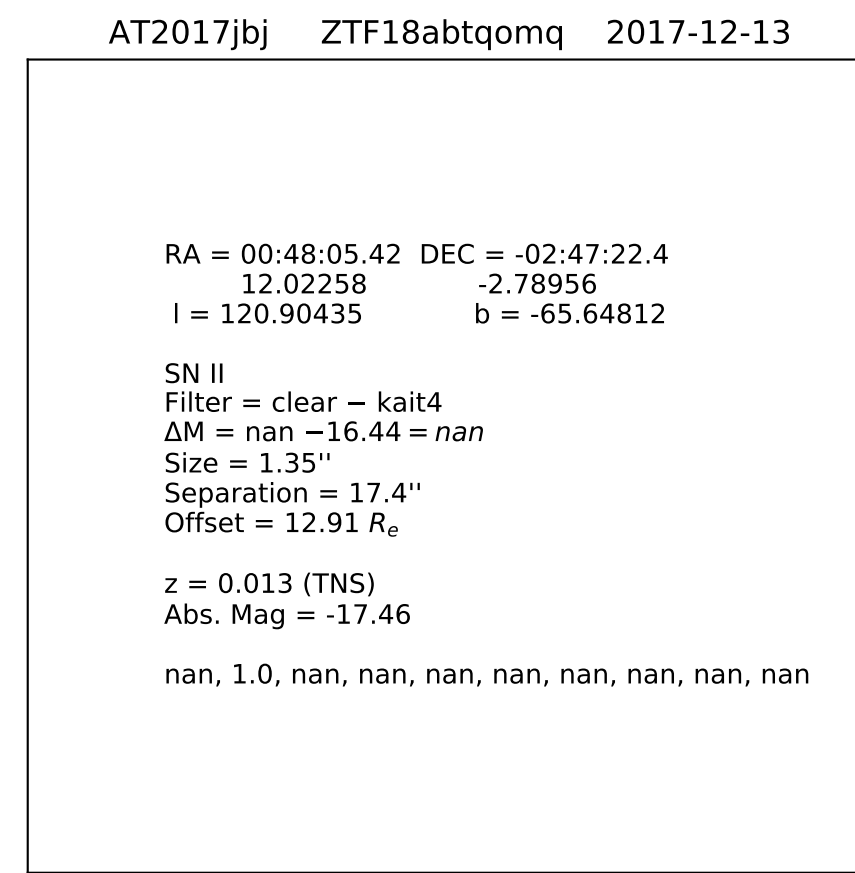 AT2017jbj ZTF18abtqomq 2017-12-13
RA = 00:48:05.42 DEC = -02:47:22.4
12.02258 -2.78956
l = 120.90435 b = -65.64812
SN II
Filter = clear − kait4
ΔM = nan −16.44 = nan
Size = 1.35''
Separation = 17.4''
Offset = 12.91 Rₑ
z = 0.013 (TNS)
Abs. Mag = -17.46
nan, 1.0, nan, nan, nan, nan, nan, nan, nan, nan